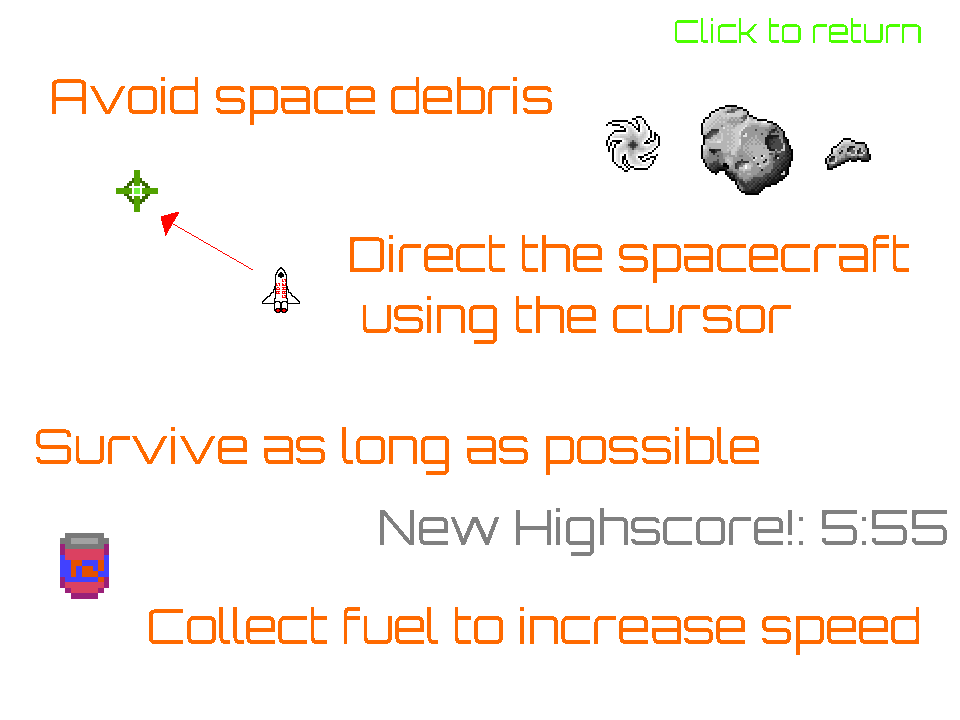 Click to return
Avoid space debris
Direct the spacecraft
using the cursor
Survive as long as possible
New Highscore!: 5:55
Collect fuel to increase speed